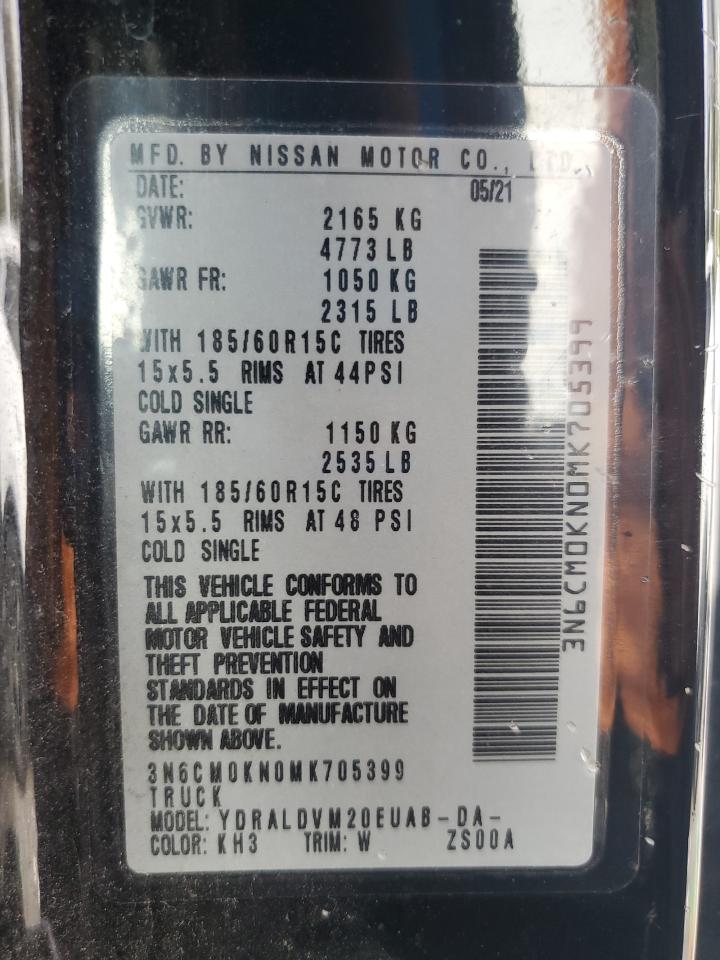 MFD. BY NISSAN MOTOR CO., LTD.
DATE: 05/21
GVWR: 2165 KG
4773 LB
GAWR FR: 1050 KG
2315 LB
WITH 185/60R15C TIRES
15x5.5 RIMS AT 44PSI
COLD SINGLE
GAWR RR: 1150 KG
2535 LB
WITH 185/60R15C TIRES
15x5.5 RIMS AT 48 PSI
COLD SINGLE
THIS VEHICLE CONFORMS TO
ALL APPLICABLE FEDERAL
MOTOR VEHICLE SAFETY AND
THEFT PREVENTION
STANDARDS IN EFFECT ON
THE DATE OF MANUFACTURE
SHOWN ABOVE.
3N6CM0KN0MK705399
TRUCK
MODEL: YDRALDVM20EUAB-DA-
COLOR: KH3 TRIM: W ZS00A
3N6CM0KN0MK705399